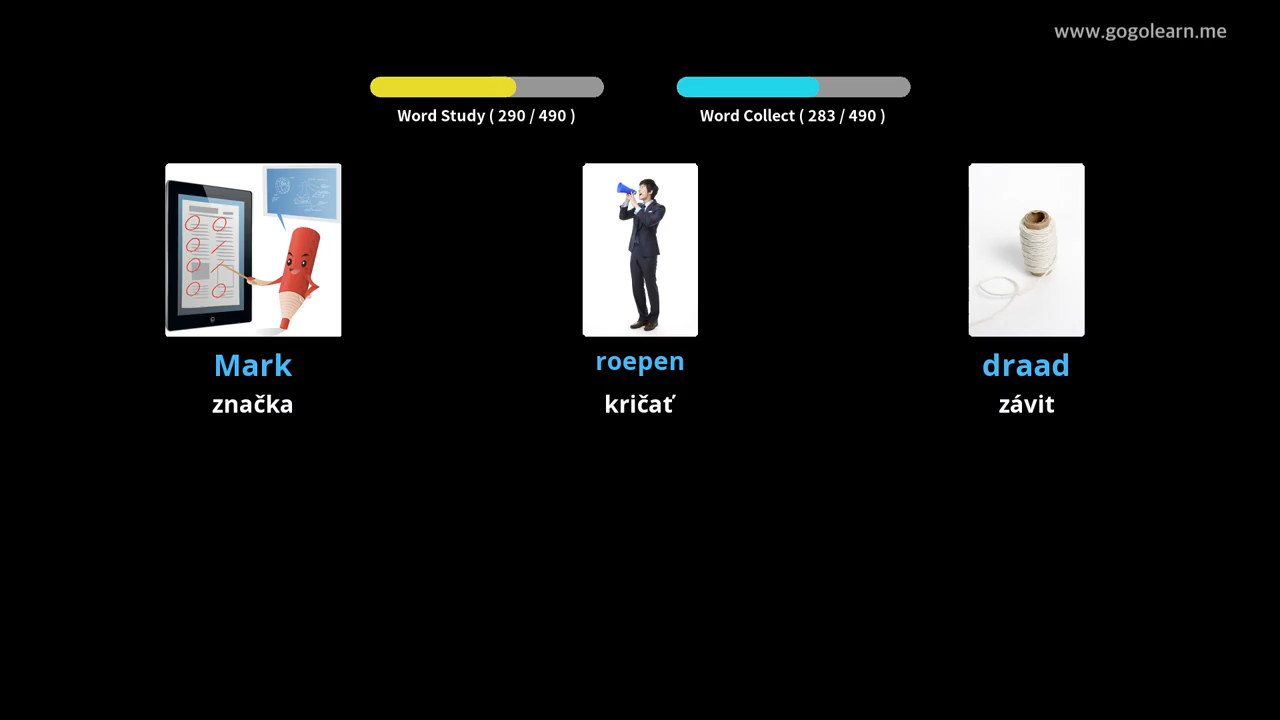 www.gogolearn.me
Word Study ( 290 / 490 )
Word Collect ( 283 / 490 )
Mark
roepen
draad
značka
kričať
závit